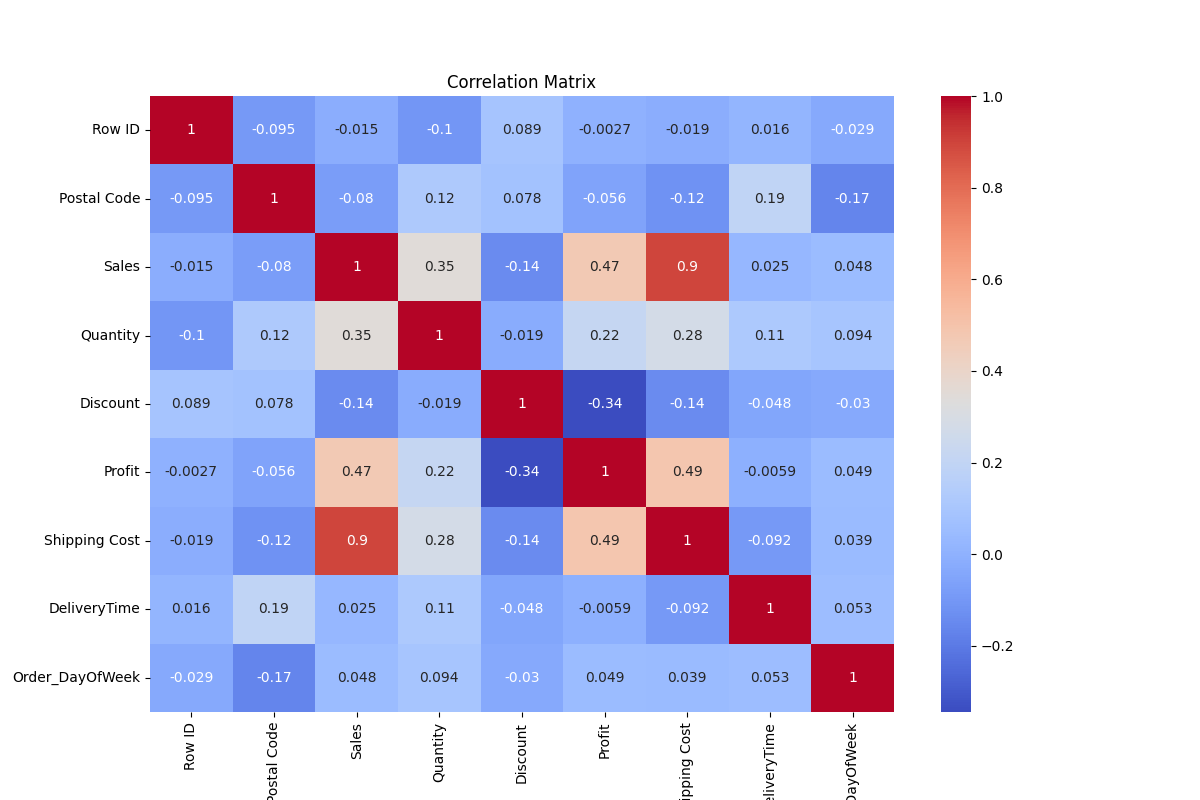 Correlation Matrix
Row ID 1 -0.095 -0.015 -0.1 0.089 -0.0027 -0.019 0.016 -0.029
Postal Code -0.095 1 -0.08 0.12 0.078 -0.056 -0.12 0.19 -0.17
Sales -0.015 -0.08 1 0.35 -0.14 0.47 0.9 0.025 0.048
Quantity -0.1 0.12 0.35 1 -0.019 0.22 0.28 0.11 0.094
Discount 0.089 0.078 -0.14 -0.019 1 -0.34 -0.14 -0.048 -0.03
Profit -0.0027 -0.056 0.47 0.22 -0.34 1 0.49 -0.0059 0.049
Shipping Cost -0.019 -0.12 0.9 0.28 -0.14 0.49 1 -0.092 0.039
DeliveryTime 0.016 0.19 0.025 0.11 -0.048 -0.0059 -0.092 1 0.053
Order_DayOfWeek -0.029 -0.17 0.048 0.094 -0.03 0.049 0.039 0.053 1
Row ID
Postal Code
Sales
Quantity
Discount
Profit
ipping Cost
eliveryTime
DayOfWeek
1.0
0.8
0.6
0.4
0.2
0.0
−0.2